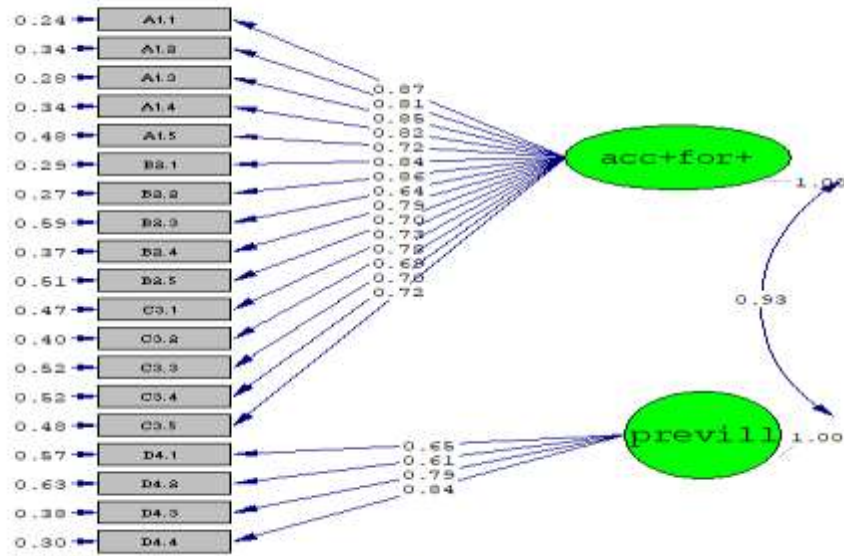 0.24 A1.1
0.34 A1.2
0.28 A1.3
0.34 A1.4
0.48 A1.5
0.29 B2.1
0.27 B2.2
0.59 B2.3
0.37 B2.4
0.51 B2.5
0.47 C3.1
0.40 C3.2
0.52 C3.3
0.52 C3.4
0.48 C3.5
0.57 D4.1
0.63 D4.2
0.38 D4.3
0.30 D4.4
0.87
0.81
0.85
0.82
0.72
0.84
0.86
0.64
0.79
0.70
0.73
0.78
0.69
0.70
0.72
0.65
0.61
0.79
0.84
acc+for+
1.00
0.93
previll
1.00